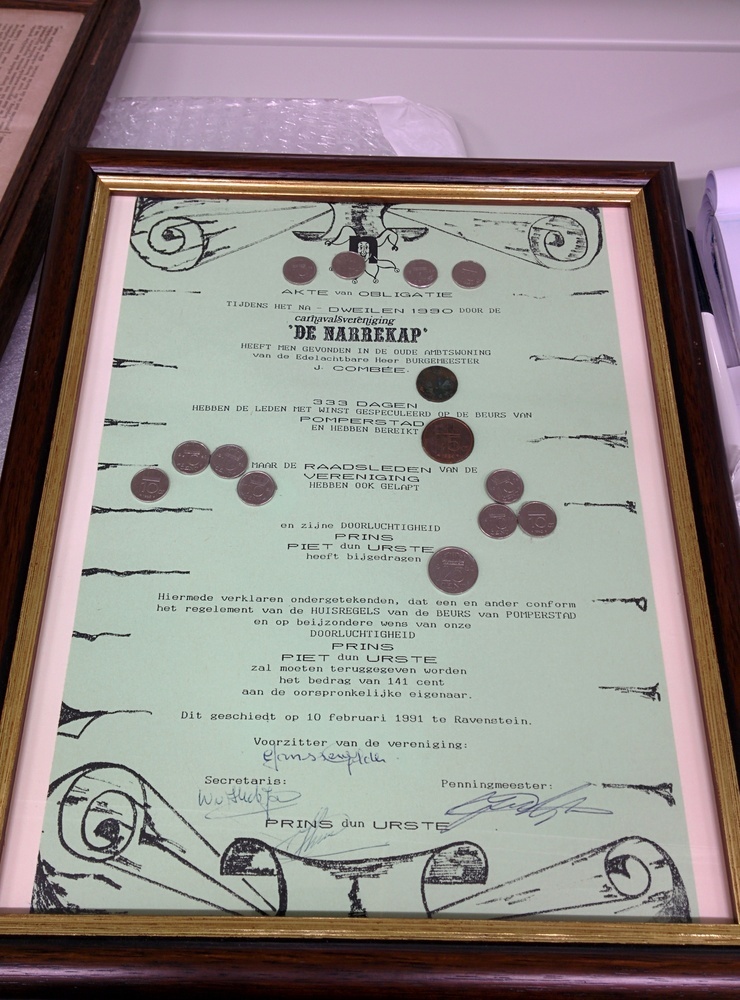 AKTE van OBLIGATIE
TIJDENS HET NA - DWEILEN 1990 DOOR DE
carnavalsvereniging
'DE NARREKAP'
HEEFT MEN GEVONDEN IN DE OUDE AMBTSWONING
van de Edelachtbare Heer BURGEMEESTER
J. COMBEE.
333 DAGEN
HEBBEN DE LEDEN MET WINST GESPECULEERD OP DE BEURS VAN
POMPERSTAD
EN HEBBEN BEREIKT
MAAR DE RAADSLEDEN VAN DE
VERENIGING
HEBBEN OOK GELAPT
en zijne DOORLUCHTIGHEID
PRINS
PIET dun URSTE
heeft bijgedragen
Hiermede verklaren ondergetekenden, dat een en ander conform
het regelement van de HUISREGELS van de BEURS van POMPERSTAD
en op beijzondere wens van onze
DOORLUCHTIGHEID
PRINS
PIET dun URSTE
zal moeten teruggegeven worden
het bedrag van 141 cent
aan de oorspronkelijke eigenaar.
Dit geschiedt op 10 februari 1991 te Ravenstein.
Voorzitter van de vereniging:
Secretaris:
Penningmeester:
PRINS dun URSTE